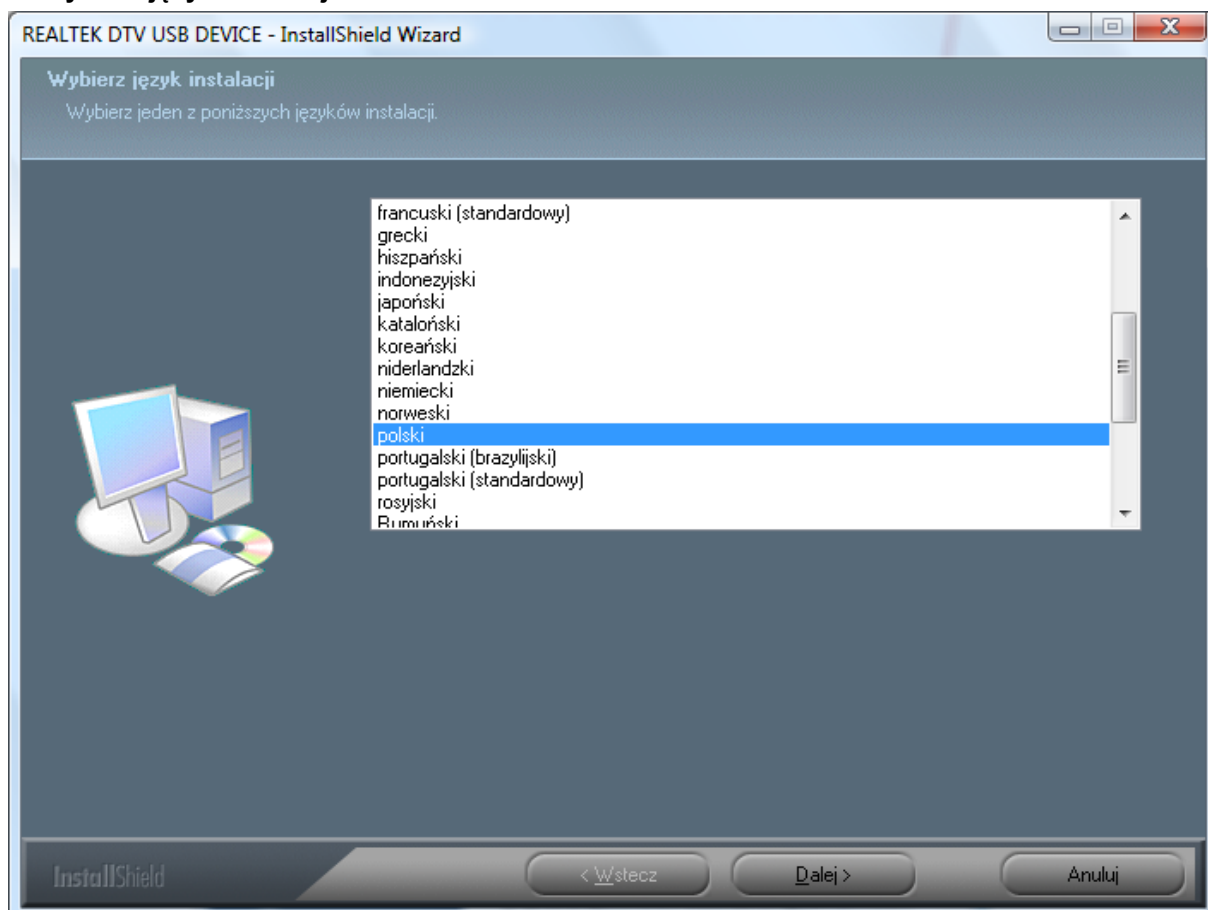 REALTEK DTV USB DEVICE - InstallShield Wizard
Wybierz język instalacji
Wybierz jeden z poniższych języków instalacji.
francuski (standardowy)
grecki
hiszpański
indonezyjski
japoński
kataloński
koreański
niderlandzki
niemiecki
norweski
polski
portugalski (brazylijski)
portugalski (standardowy)
rosyjski
Rumuński
InstallShield
< Wstecz
Dalej >
Anuluj